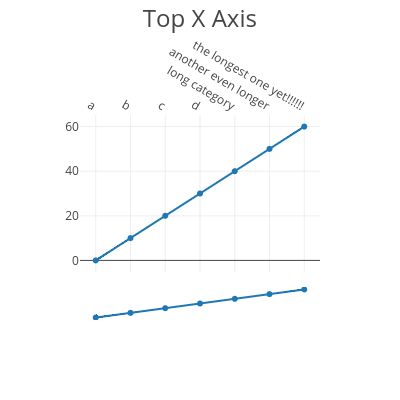 Top X Axis
a
b
c
d
long category
another even longer
the longest one yet!!!!!!
60
40
20
0